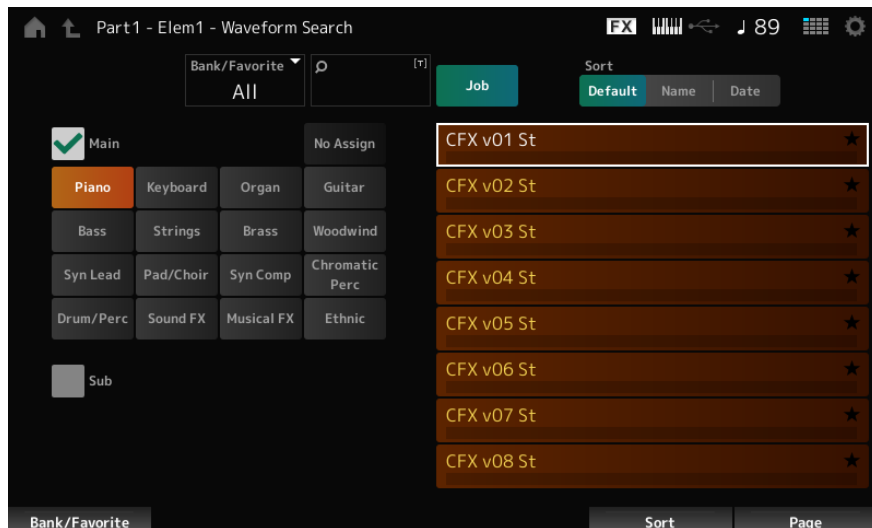 Part1 - Elem1 - Waveform Search
FX
♩ 89
Bank/Favorite
All
[T]
Job
Sort
Default Name Date
Main
No Assign
Piano Keyboard Organ Guitar
Bass Strings Brass Woodwind
Syn Lead Pad/Choir Syn Comp Chromatic Perc
Drum/Perc Sound FX Musical FX Ethnic
Sub
CFX v01 St
CFX v02 St
CFX v03 St
CFX v04 St
CFX v05 St
CFX v06 St
CFX v07 St
CFX v08 St
Bank/Favorite
Sort
Page